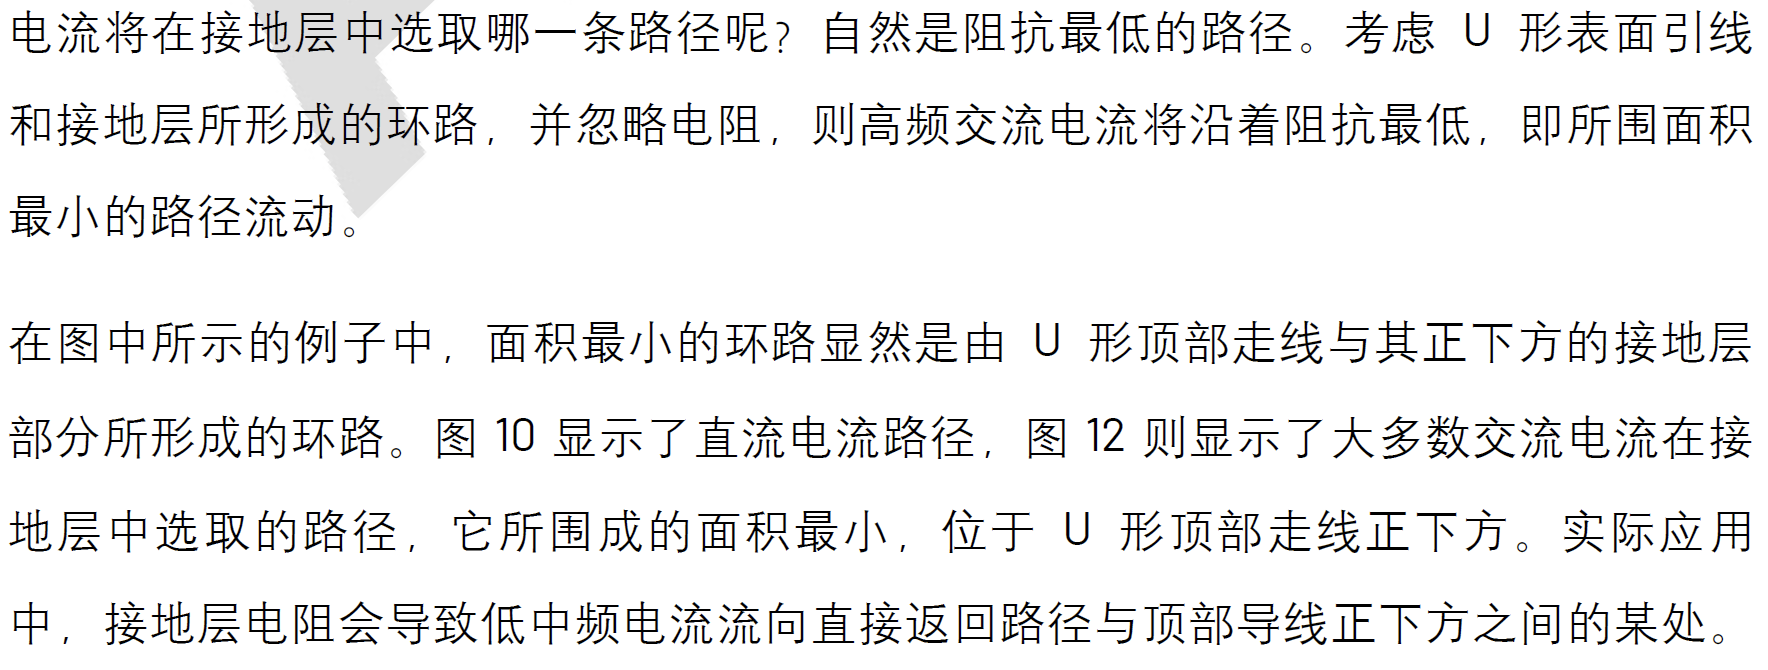 电流将在接地层中选取哪一条路径呢？自然是阻抗最低的路径。考虑 U 形表面引线
和接地层所形成的环路，并忽略电阻，则高频交流电流将沿着阻抗最低，即所围面积
最小的路径流动。
在图中所示的例子中，面积最小的环路显然是由 U 形顶部走线与其正下方的接地层
部分所形成的环路。图 10 显示了直流电流路径，图 12 则显示了大多数交流电流在接
地层中选取的路径，它所围成的面积最小，位于 U 形顶部走线正下方。实际应用
中，接地层电阻会导致低中频电流流向直接返回路径与顶部导线正下方之间的某处。